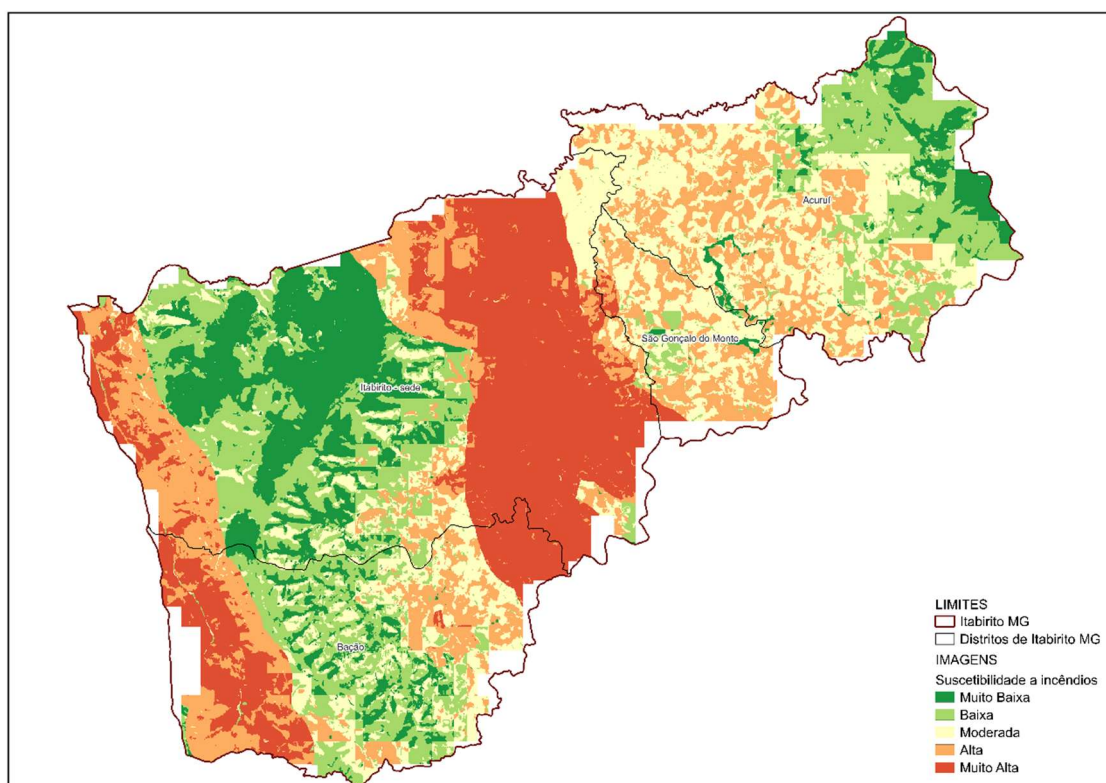 Acuruí
São Gonçalo do Monte
Itabirito - sede
Bação
LIMITES
Itabirito MG
Distritos de Itabirito MG
IMAGENS
Suscetibilidade a incêndios
Muito Baixa
Baixa
Moderada
Alta
Muito Alta